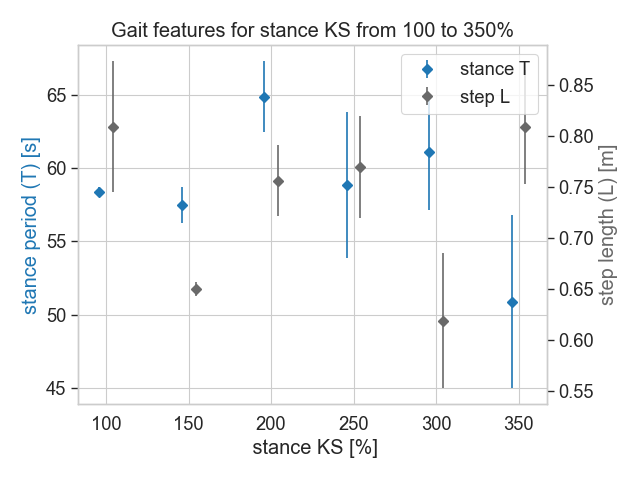 Gait features for stance KS from 100 to 350%
stance T
step L
65
60
55
50
45
stance period (T) [s]
0.85
0.80
0.75
0.70
0.65
0.60
0.55
step length (L) [m]
100 150 200 250 300 350
stance KS [%]